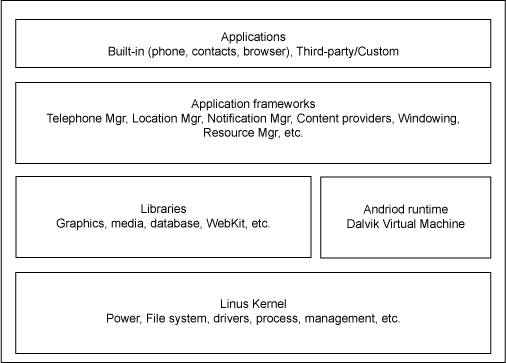 Applications
Built-in (phone, contacts, browser), Third-party/Custom
Application frameworks
Telephone Mgr, Location Mgr, Notification Mgr, Content providers, Windowing,
Resource Mgr, etc.
Libraries
Graphics, media, database, WebKit, etc.
Andriod runtime
Dalvik Virtual Machine
Linus Kernel
Power, File system, drivers, process, management, etc.